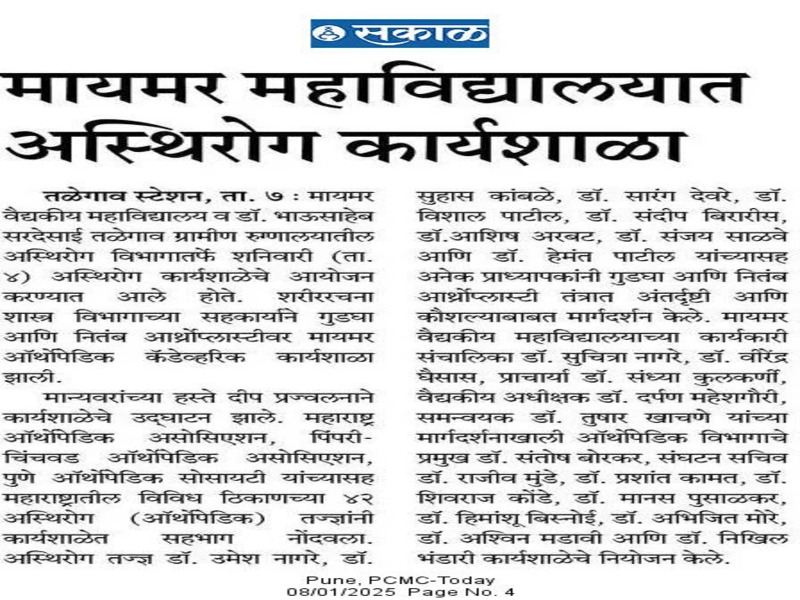 सकाळ
मायमर महाविद्यालयात
अस्थिरोग कार्यशाळा
तळेगाव स्टेशन, ता. ७ : मायमर
वैद्यकीय महाविद्यालय व डॉ. भाऊसाहेब
सरदेसाई तळेगाव ग्रामीण रुग्णालयातील
अस्थिरोग विभागातर्फे शनिवारी (ता.
४) अस्थिरोग कार्यशाळेचे आयोजन
करण्यात आले होते. शरीररचना
शास्त्र विभागाच्या सहकार्याने गुडघा
आणि नितंब आर्थ्रोप्लास्टीवर मायमर
ऑर्थेपिडिक कॅडेव्हरिक कार्यशाळा
झाली.
मान्यवरांच्या हस्ते दीप प्रज्वलनाने
कार्यशाळेचे उद्‌घाटन झाले. महाराष्ट्र
ऑर्थेपिडिक असोसिएशन, पिंपरी-
चिंचवड ऑर्थेपिडिक असोसिएशन,
पुणे ऑर्थेपिडिक सोसायटी यांच्यासह
महाराष्ट्रातील विविध ठिकाणच्या ४२
अस्थिरोग (ऑर्थेपिडिक) तज्ज्ञांनी
कार्यशाळेत सहभाग नोंदवला.
अस्थिरोग तज्ज्ञ डॉ. उमेश नागरे, डॉ.
सुहास कांबळे, डॉ. सारंग देवरे, डॉ.
विशाल पाटील, डॉ. संदीप बिरारीस,
डॉ.आशिष अरबट, डॉ. संजय साळवे
आणि डॉ. हेमंत पाटील यांच्यासह
अनेक प्राध्यापकांनी गुडघा आणि नितंब
आर्थ्रोप्लास्टी तंत्रात अंतर्दृष्टी आणि
कौशल्याबाबत मार्गदर्शन केले. मायमर
वैद्यकीय महाविद्यालयाच्या कार्यकारी
संचालिका डॉ. सुचित्रा नागरे, डॉ. वीरेंद्र
घैसास, प्राचार्या डॉ. संध्या कुलकर्णी,
वैद्यकीय अधीक्षक डॉ. दर्पण महेशगौरी,
समन्वयक डॉ. तुषार खाचणे यांच्या
मार्गदर्शनाखाली ऑर्थेपिडिक विभागाचे
प्रमुख डॉ. संतोष बोरकर, संघटन सचिव
डॉ. राजीव मुंडे, डॉ. प्रशांत कामत, डॉ.
शिवराज कोंडे, डॉ. मानस पुसाळकर,
डॉ. हिमांशू बिस्नोई, डॉ. अभिजित मोरे,
डॉ. अश्विन मडावी आणि डॉ. निखिल
भंडारी कार्यशाळेचे नियोजन केले.
Pune, PCMC-Today
08/01/2025 Page No. 4